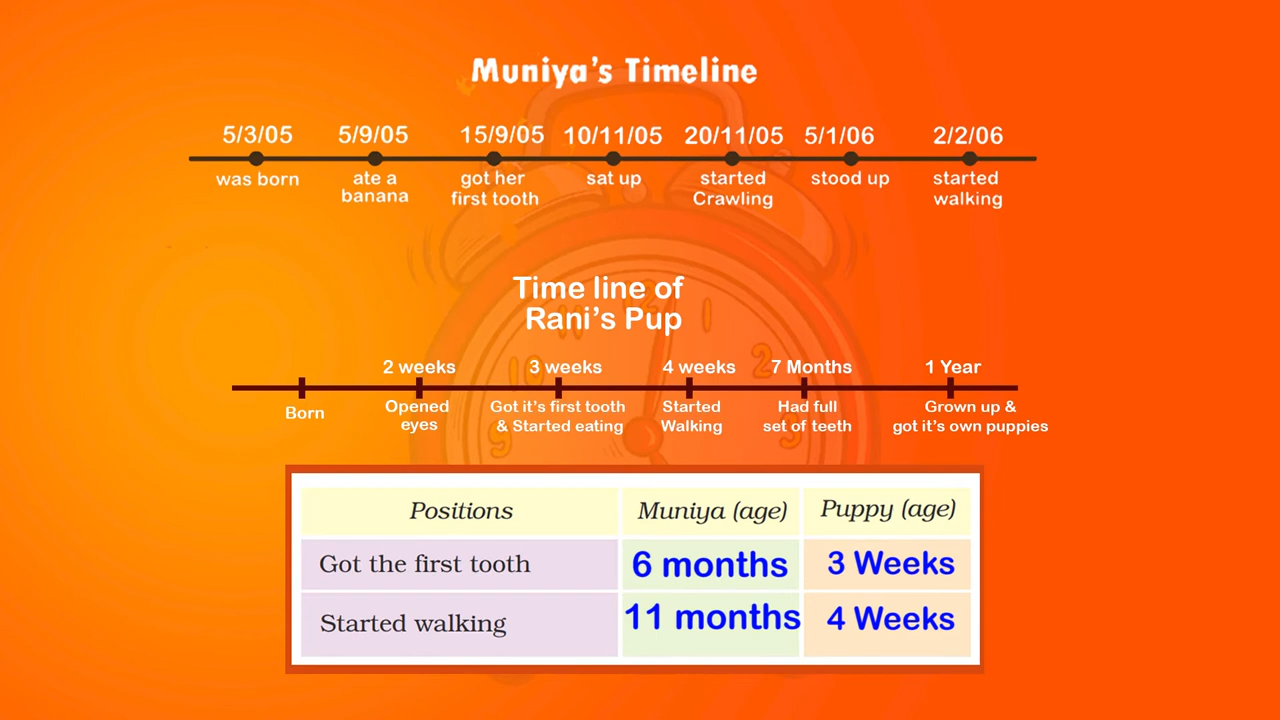 Muniya's Timeline
5/3/05 5/9/05 15/9/05 10/11/05 20/11/05 5/1/06 2/2/06
was born ate a got her sat up started stood up started
banana first tooth Crawling walking
Time line of
Rani's Pup
2 weeks 3 weeks 4 weeks 7 Months 1 Year
Born Opened Got it's first tooth Started Had full Grown up &
eyes & Started eating Walking set of teeth got it's own puppies
Positions Muniya (age) Puppy (age)
Got the first tooth 6 months 3 Weeks
Started walking 11 months 4 Weeks